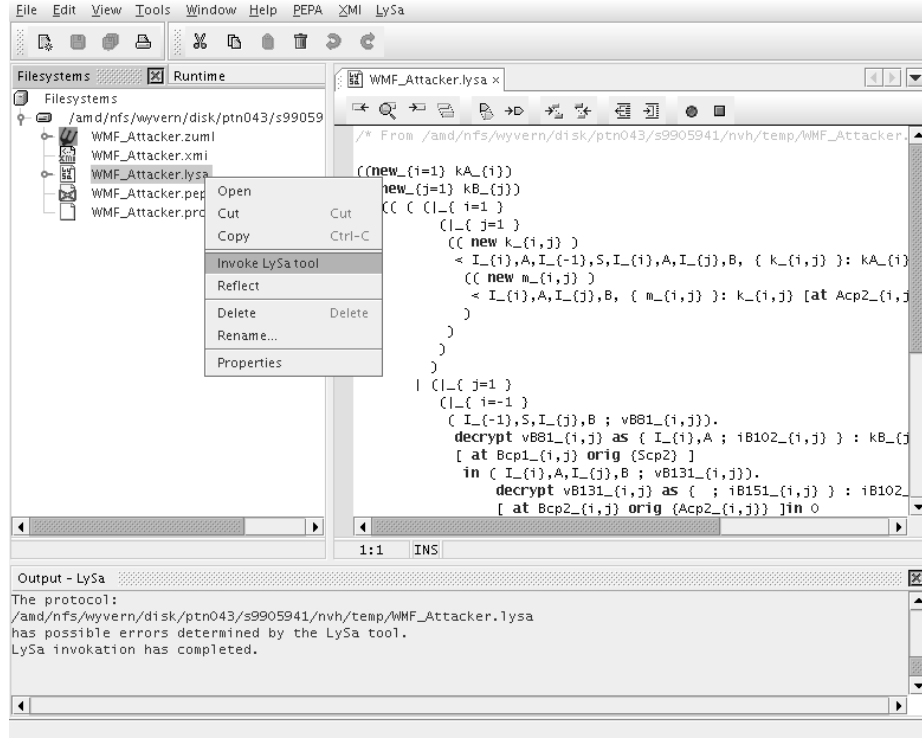 File Edit View Tools Window Help PEPA XMI LySa
Filesystems Runtime
Filesystems
/amd/nfs/wyvern/disk/ptn043/s99059
WMF_Attacker.zuml
WMF_Attacker.xmi
WMF_Attacker.lysa
WMF_Attacker.pep
WMF_Attacker.pro
Open
Cut Cut
Copy Ctrl-C
Invoke LySa tool
Reflect
Delete Delete
Rename...
Properties
WMF_Attacker.lysa
/* From /amd/nfs/wyvern/disk/ptn043/s9905941/nvh/temp/WMF_Attacker.
((new_{i=1} kA_{i})
new_{j=1} kB_{j})
(( ( (|_{ i=1 }
(|_{ j=1 }
(( new k_{i,j} )
< I_{i},A,I_{-1},S,I_{i},A,I_{j},B, { k_{i,j} }: kA_{i}
(( new m_{i,j} )
< I_{i},A,I_{j},B, { m_{i,j} }: k_{i,j} [at Acp2_{i,j
)
)
)
)
| (|_{ j=1 }
(|_{ i=-1 }
( I_{-1},S,I_{j},B ; vB81_{i,j}).
decrypt vB81_{i,j} as { I_{i},A ; iB102_{i,j} } : kB_{j
[ at Bcp1_{i,j} orig {Scp2} ]
in ( I_{i},A,I_{j},B ; vB131_{i,j}).
decrypt vB131_{i,j} as { ; iB151_{i,j} } : iB102_
[ at Bcp2_{i,j} orig {Acp2_{i,j}} ]in 0
1:1 INS
Output - LySa
The protocol:
/amd/nfs/wyvern/disk/ptn043/s9905941/nvh/temp/WMF_Attacker.lysa
has possible errors determined by the LySa tool.
LySa invokation has completed.